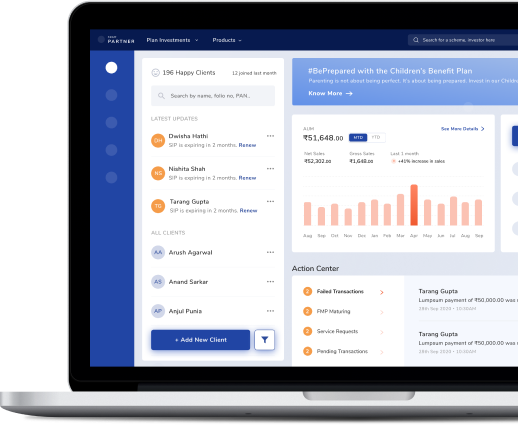 PARTNER
Plan Investments
Products
Search for a scheme, investor here
196 Happy Clients
12 joined last month
Search by name, folio no, PAN...
LATEST UPDATES
DH
Dwisha Hathi
SIP is expiring in 2 months. Renew
NS
Nishita Shah
SIP is expiring in 2 months. Renew
TG
Tarang Gupta
SIP is expiring in 2 months. Renew
ALL CLIENTS
AA
Arush Agarwal
AS
Anand Sarkar
AP
Anjul Punia
+ Add New Client
#BePrepared with the Children's Benefit Plan
Parenting is not about being perfect. It's about being prepared. Invest in our Children
Know More
AUM
₹51,648.00
MTD
YTD
See More Details
Net Sales
₹52,302.00
Gross Sales
₹1,648.00
Last 1 month
+41% increase in sales
Aug Sep Oct Nov Dec Jan Feb Mar Apr May Jun Jul Aug Sep
Action Center
2
Failed Transactions
2
FMP Maturing
2
Service Requests
2
Pending Transactions
Tarang Gupta
Lumpsum payment of ₹50,000.00 was
28th Sep 2020 • 10:30AM
Tarang Gupta
Lumpsum payment of ₹50,000.00 was
28th Sep 2020 • 10:30AM